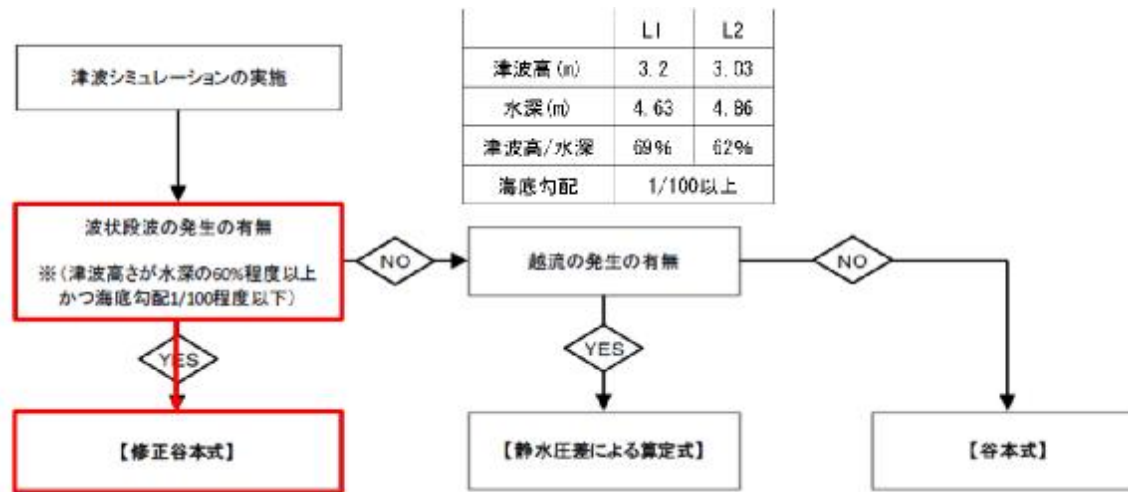 L1 L2
津波高(m) 3.2 3.03
水深(m) 4.63 4.86
津波高/水深 69% 62%
海底勾配 1/100以上
津波シミュレーションの実施
波状段波の発生の有無
※(津波高さが水深の60%程度以上
かつ海底勾配1/100程度以下)
NO
越流の発生の有無
NO
YES
YES
【修正谷本式】
【静水圧差による算定式】
【谷本式】